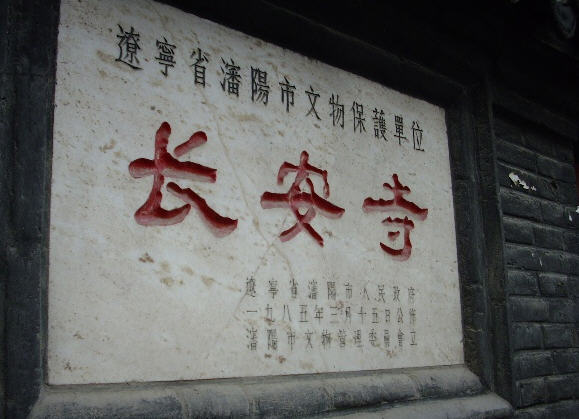 遼寧省瀋陽市文物保護單位
长安寺
遼寧省瀋陽市人民政府
一九八五年三月十五日公佈
瀋陽市文物管理委員會立